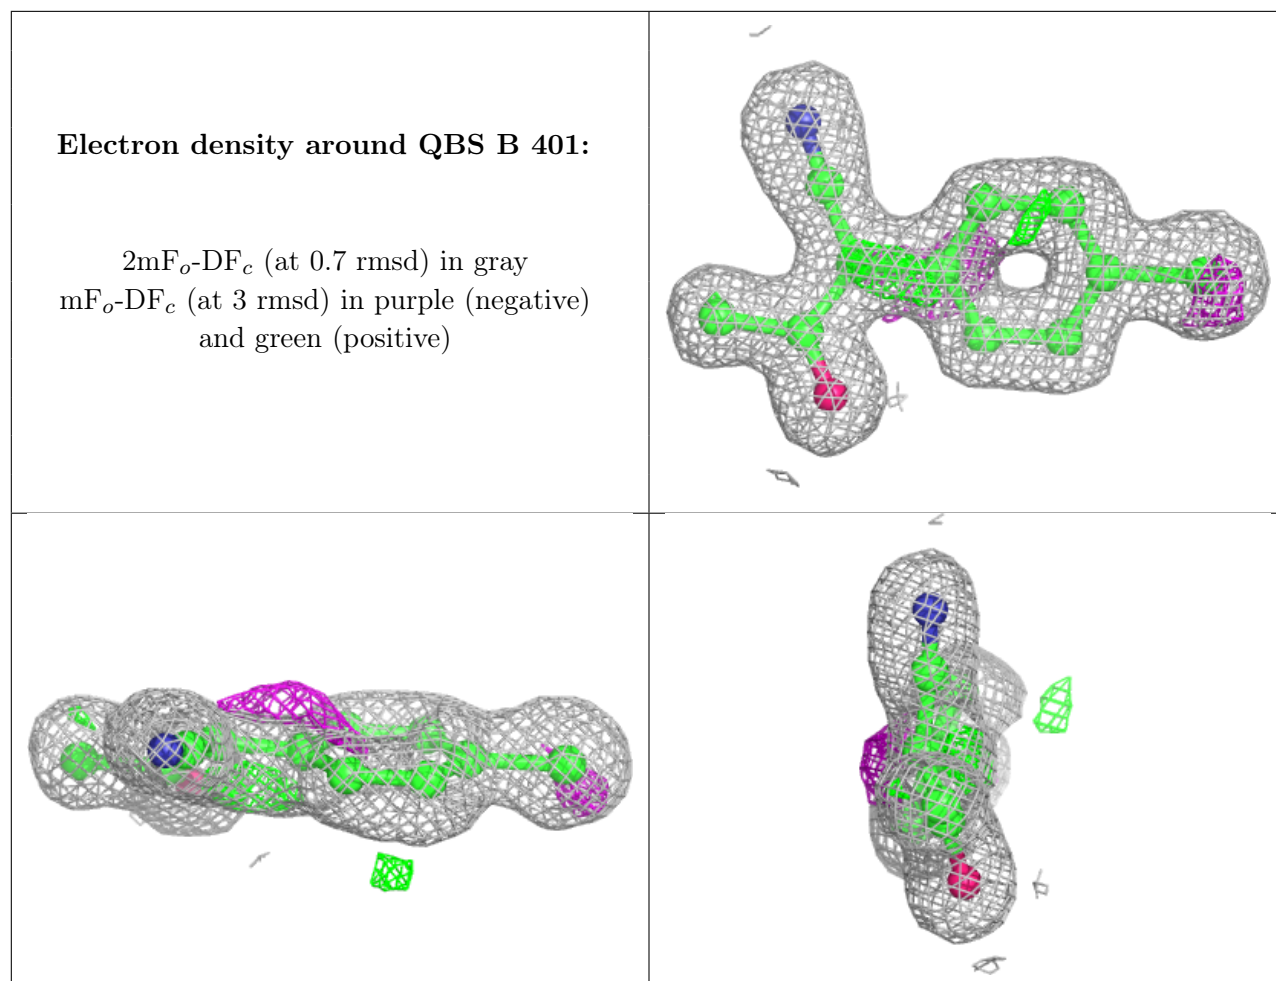 Electron density around QBS B 401:
2mFo-DFc (at 0.7 rmsd) in gray
mFo-DFc (at 3 rmsd) in purple (negative)
and green (positive)